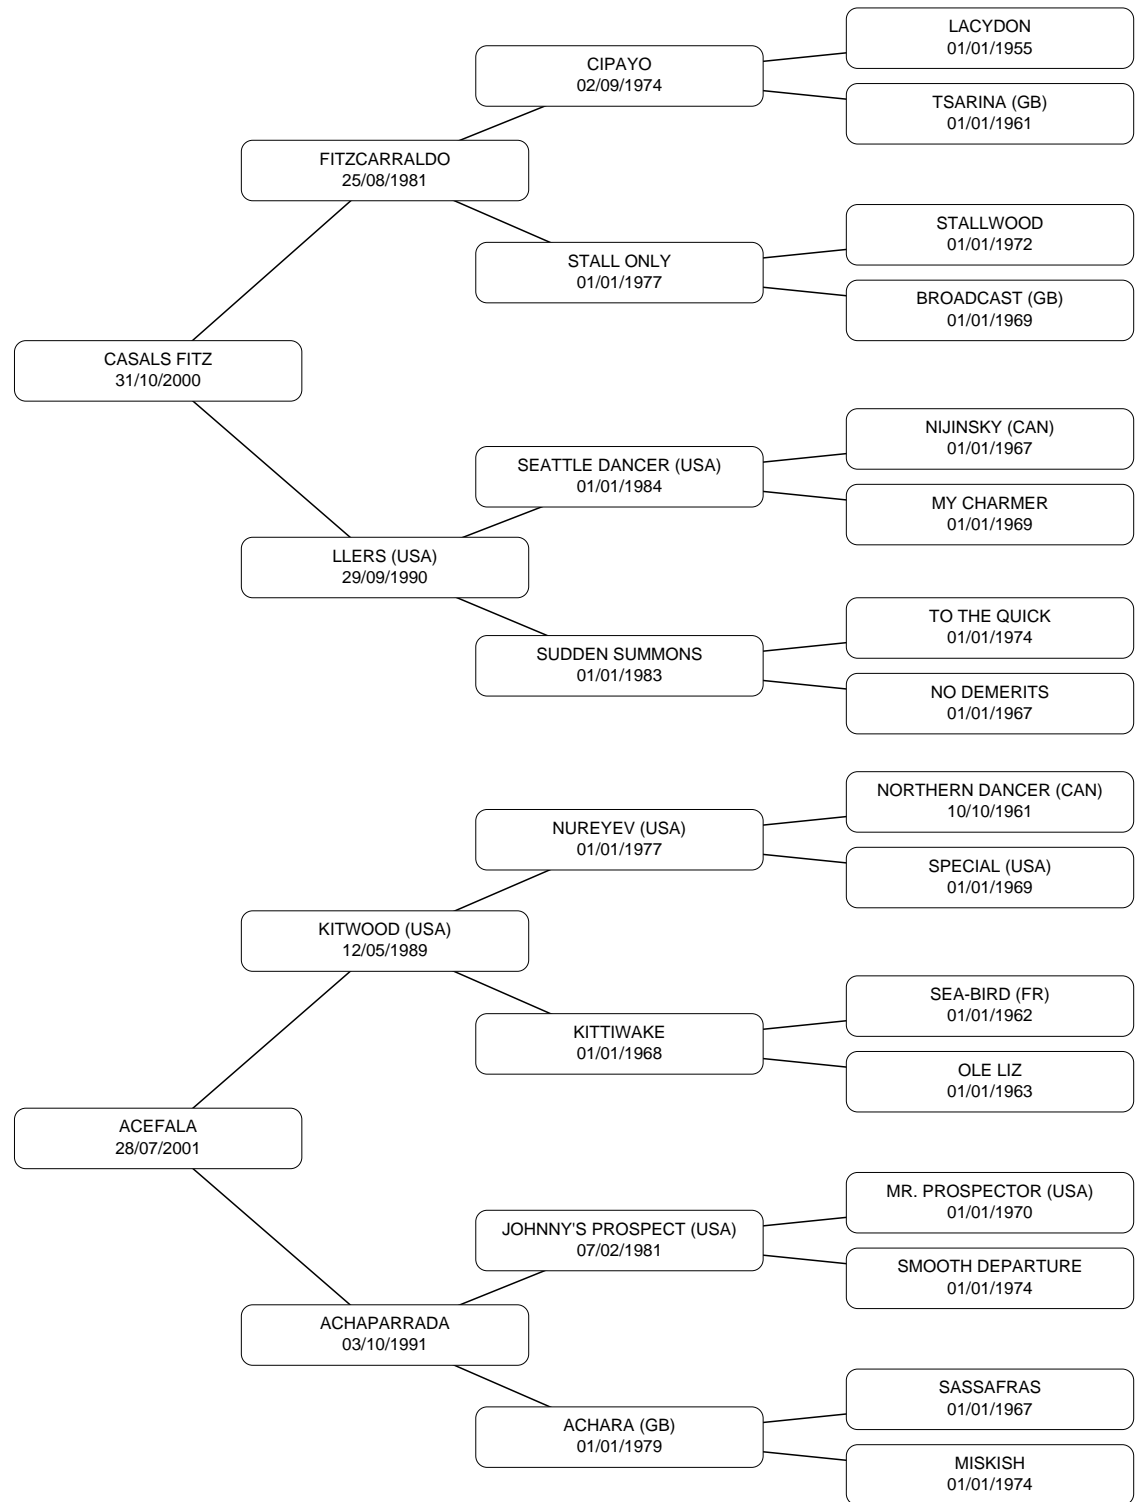 LACYDON
01/01/1955
CIPAYO
02/09/1974
TSARINA (GB)
01/01/1961
FITZCARRALDO
25/08/1981
STALLWOOD
01/01/1972
STALL ONLY
01/01/1977
BROADCAST (GB)
01/01/1969
CASALS FITZ
31/10/2000
NIJINSKY (CAN)
01/01/1967
SEATTLE DANCER (USA)
01/01/1984
MY CHARMER
01/01/1969
LLERS (USA)
29/09/1990
TO THE QUICK
01/01/1974
SUDDEN SUMMONS
01/01/1983
NO DEMERITS
01/01/1967
NORTHERN DANCER (CAN)
10/10/1961
NUREYEV (USA)
01/01/1977
SPECIAL (USA)
01/01/1969
KITWOOD (USA)
12/05/1989
SEA-BIRD (FR)
01/01/1962
KITTIWAKE
01/01/1968
OLE LIZ
01/01/1963
ACEFALA
28/07/2001
MR. PROSPECTOR (USA)
01/01/1970
JOHNNY'S PROSPECT (USA)
07/02/1981
SMOOTH DEPARTURE
01/01/1974
ACHAPARRADA
03/10/1991
SASSAFRAS
01/01/1967
ACHARA (GB)
01/01/1979
MISKISH
01/01/1974